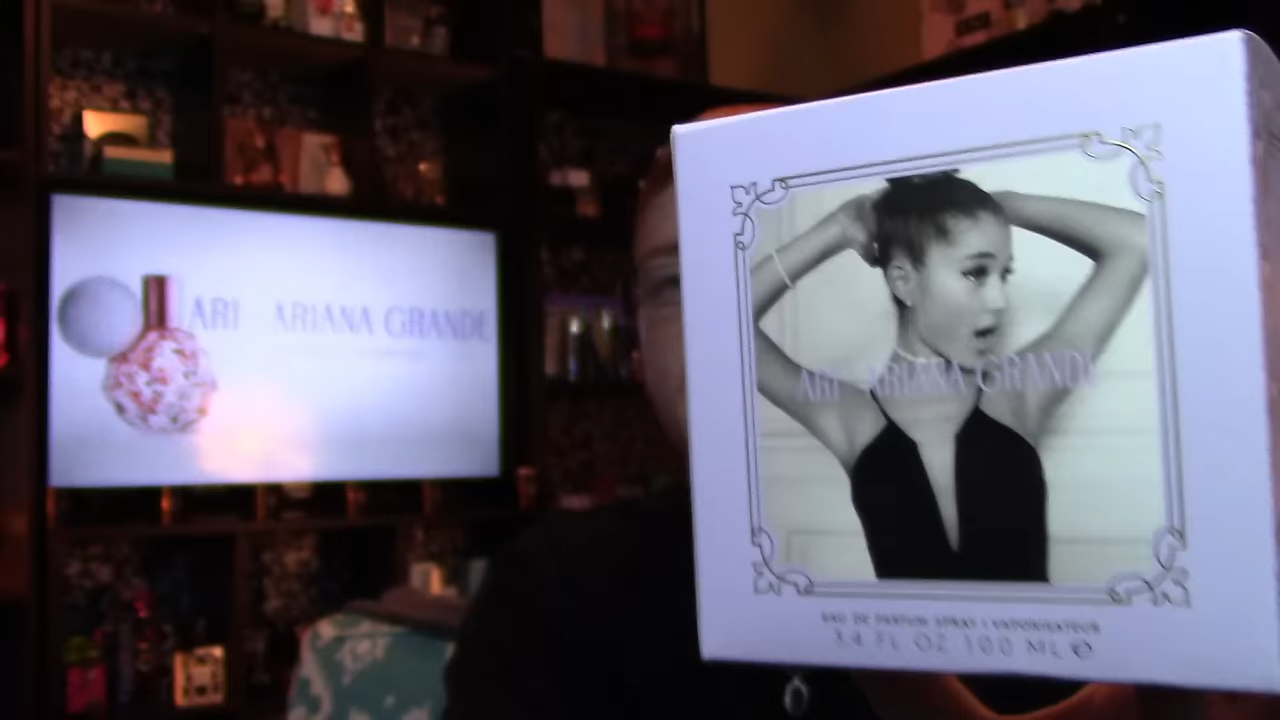 ARI ARIANA GRANDE
ARI ARIANA GRANDE
EAU DE PARFUM SPRAY | VAPORISATEUR
3.4 FL OZ 100 ML ℮